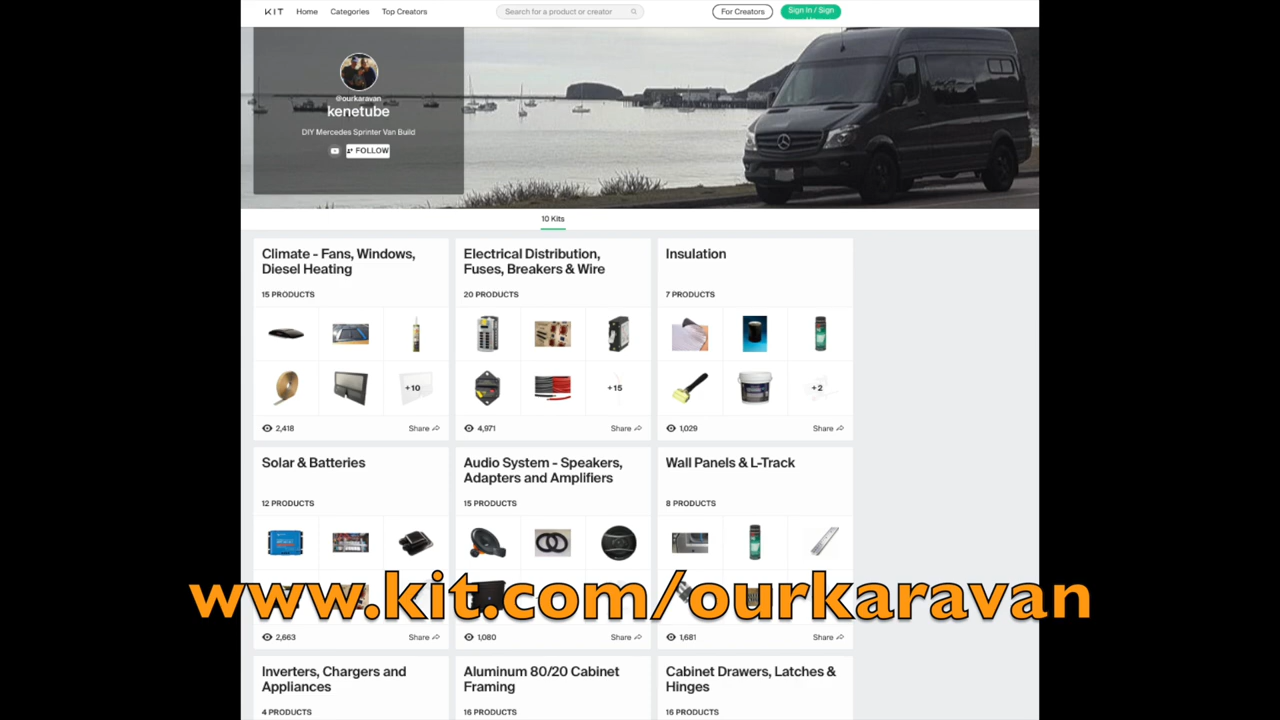 KIT Home Categories Top Creators Search for a product or creator For Creators Sign In / Sign
@ourkaravan
kenetube
DIY Mercedes Sprinter Van Build
FOLLOW
10 Kits
Climate - Fans, Windows,
Diesel Heating
15 PRODUCTS
+10
2,418 Share
Electrical Distribution,
Fuses, Breakers & Wire
20 PRODUCTS
+15
4,971 Share
Insulation
7 PRODUCTS
+2
1,029 Share
Solar & Batteries
12 PRODUCTS
2,663 Share
Audio System - Speakers,
Adapters and Amplifiers
15 PRODUCTS
1,080 Share
Wall Panels & L-Track
8 PRODUCTS
1,681 Share
www.kit.com/ourkaravan
Inverters, Chargers and
Appliances
4 PRODUCTS
Aluminum 80/20 Cabinet
Framing
16 PRODUCTS
Cabinet Drawers, Latches &
Hinges
16 PRODUCTS